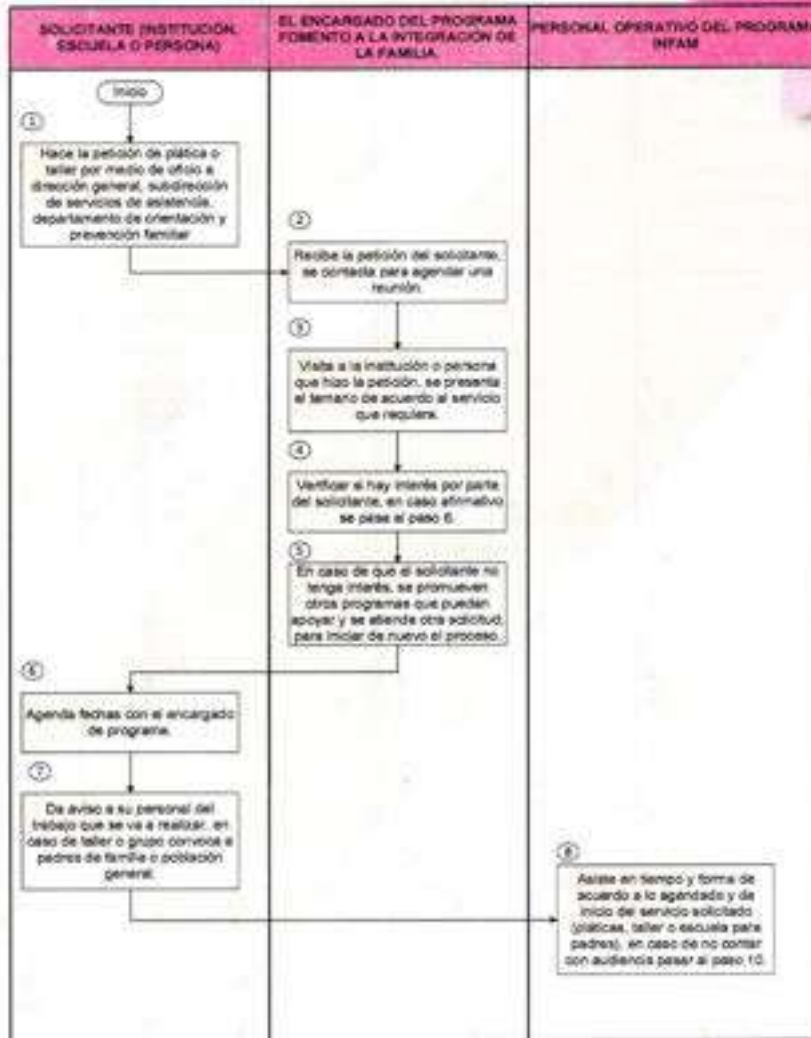 SOLICITANTE (INSTITUCIÓN,
ESCUELA O PERSONA)
EL ENCARGADO DEL PROGRAMA
FOMENTO A LA INTEGRACIÓN DE
LA FAMILIA.
PERSONAL OPERATIVO DEL PROGRAMA
INFAM
Inicio
1
Hace la petición de plática o
taller por medio de oficio a
dirección general, subdirección
de servicios de asistencia,
departamento de orientación y
prevención familiar
2
Recibe la petición del solicitante,
se contacta para agendar una
reunión.
3
Visita a la institución o persona
que hizo la petición, se presenta
el temario de acuerdo al servicio
que requiera.
4
Verificar si hay interés por parte
del solicitante, en caso afirmativo
se pasa al paso 6.
5
En caso de que el solicitante no
tenga interés, se promueven
otros programas que puedan
apoyar y se atiende otra solicitud,
para iniciar de nuevo el proceso.
6
Agenda fechas con el encargado
de programa.
7
Da aviso a su personal del
trabajo que se va a realizar, en
caso de taller o grupo convoca a
padres de familia o población
general.
8
Asiste en tiempo y forma de
acuerdo a lo agendado y da
inicio del servicio solicitado
(pláticas, taller o escuela para
padres), en caso de no contar
con audiencia pasar al paso 10.